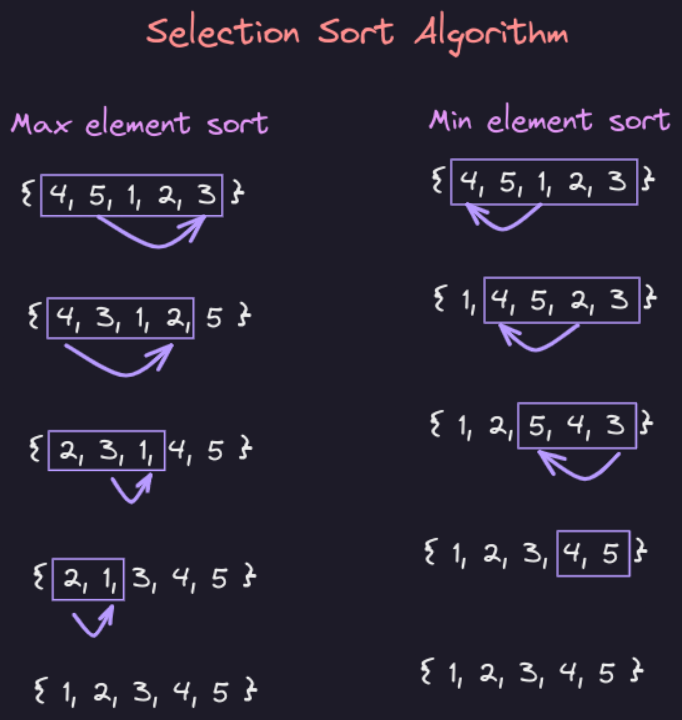 Selection Sort Algorithm
Max element sort
{ 4, 5, 1, 2, 3 }
{ 4, 3, 1, 2, 5 }
{ 2, 3, 1, 4, 5 }
{ 2, 1, 3, 4, 5 }
{ 1, 2, 3, 4, 5 }
Min element sort
{ 4, 5, 1, 2, 3 }
{ 1, 4, 5, 2, 3 }
{ 1, 2, 5, 4, 3 }
{ 1, 2, 3, 4, 5 }
{ 1, 2, 3, 4, 5 }